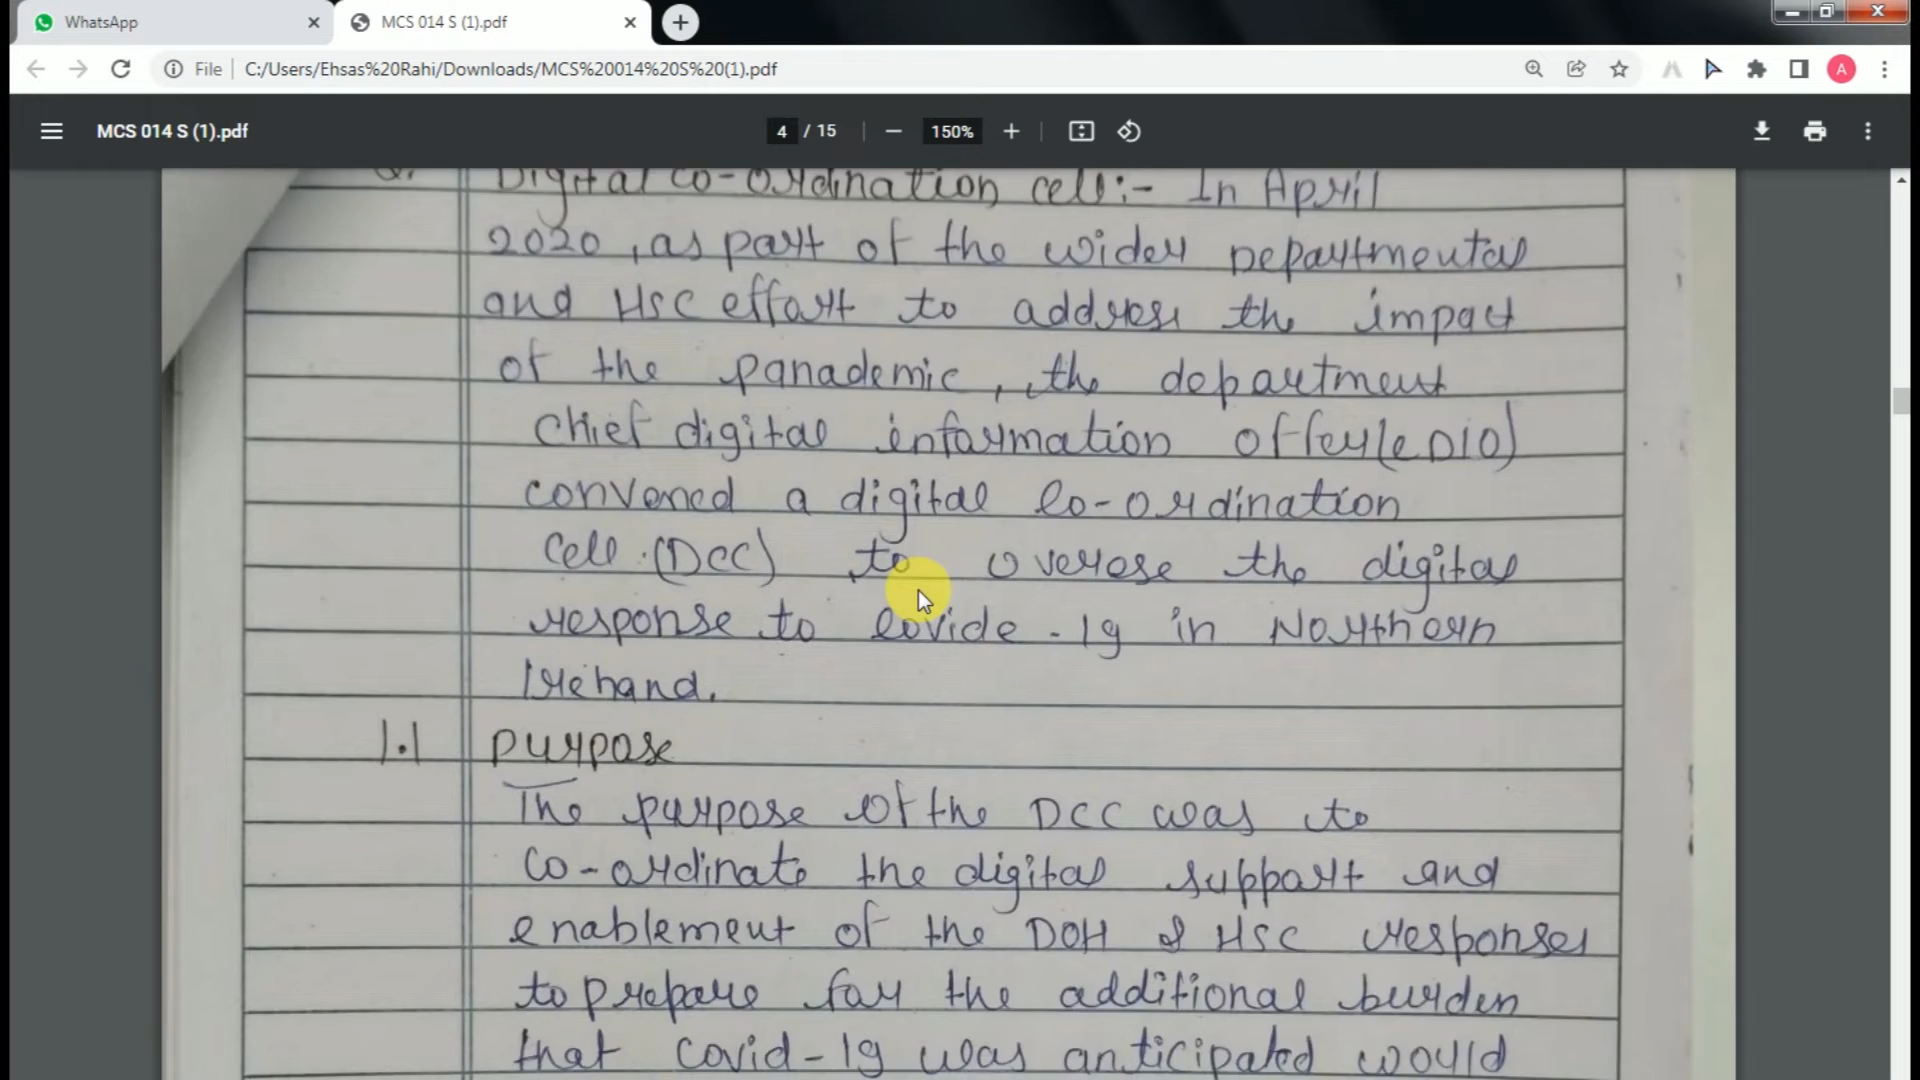 WhatsApp
MCS 014 S (1).pdf
File
C:/Users/Ehsas%20Rahi/Downloads/MCS%20014%20S%20(1).pdf
A
MCS 014 S (1).pdf
4 / 15
150%
Digital co-ordination cell:- In April
2020, as part of the wider Departmental
and HSC effort to address the impact
of the panademic, the department
Chief digital information
convened a digital co-ordination
cell (DCC) to overese the digital
response to covide-19 in Northern
Irehand.
1.1 purpose
The purpose of the DCC was to
co-ordinate the digital support and
enablement of the DOH & HSC responses
to prepare for the additional burden
that covid-19 was anticipated would